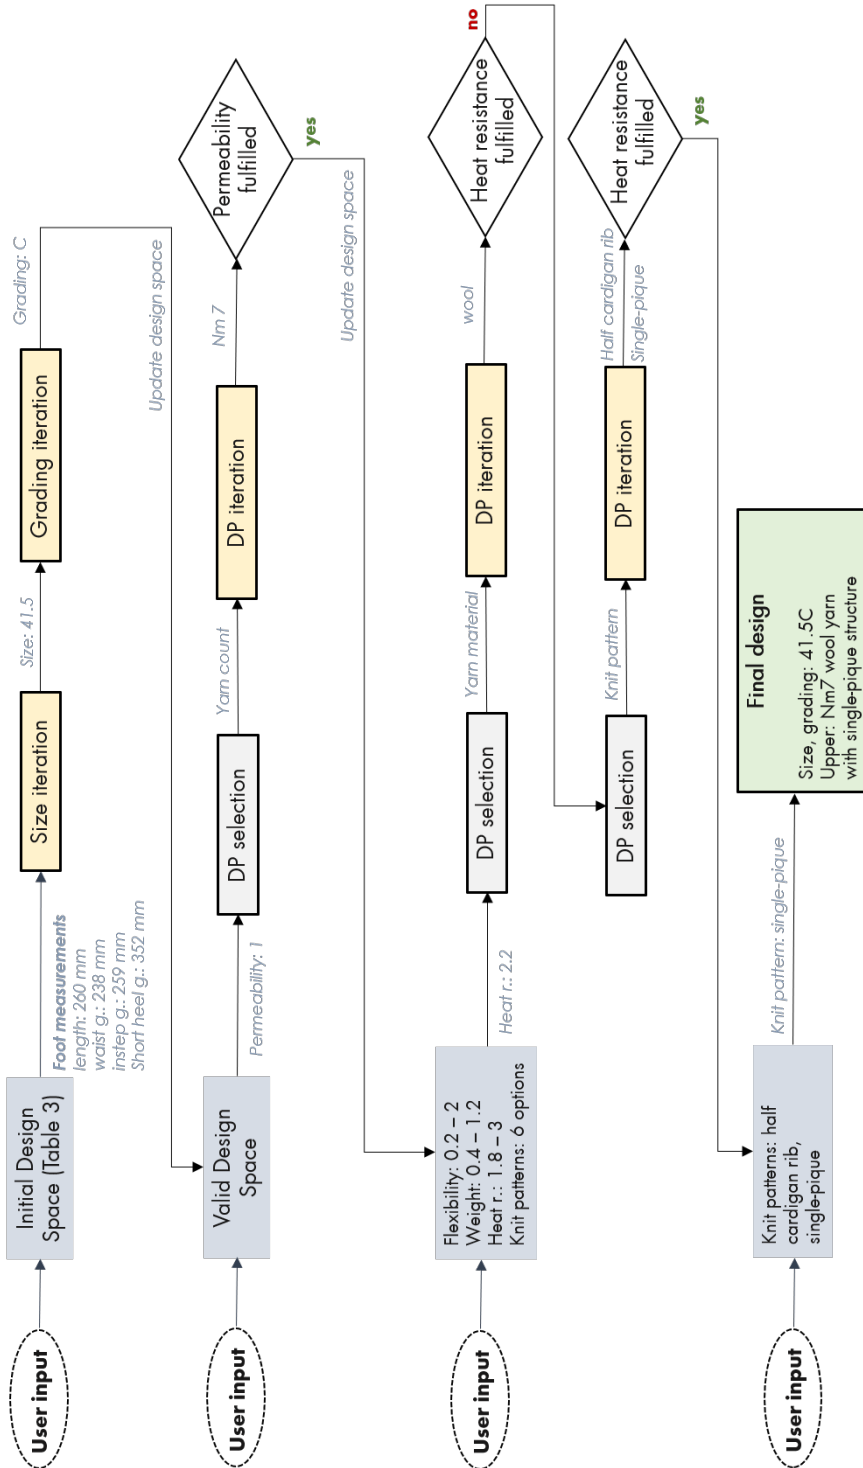 User input
Initial Design
Space (Table 3)
Foot measurements
length: 260 mm
waist g.: 238 mm
instep g.: 259 mm
Short heel g.: 352 mm
Size iteration
Size: 41.5
Grading iteration
Grading: C
Update design space
User input
Valid Design
Space
Permeability: 1
DP selection
Yarn count
DP iteration
Nm 7
Permeability
fulfilled
yes
Update design space
User input
Flexibility: 0.2 – 2
Weight: 0.4 – 1.2
Heat r.: 1.8 – 3
Knit patterns: 6 options
Heat r.: 2.2
DP selection
Yarn material
DP iteration
wool
Heat resistance
fulfilled
no
DP selection
Knit pattern
DP iteration
Half cardigan rib
Single-pique
Heat resistance
fulfilled
yes
User input
Knit patterns: half
cardigan rib,
single-pique
Knit pattern: single-pique
Final design
Size, grading: 41.5C
Upper: Nm7 wool yarn
with single-pique structure